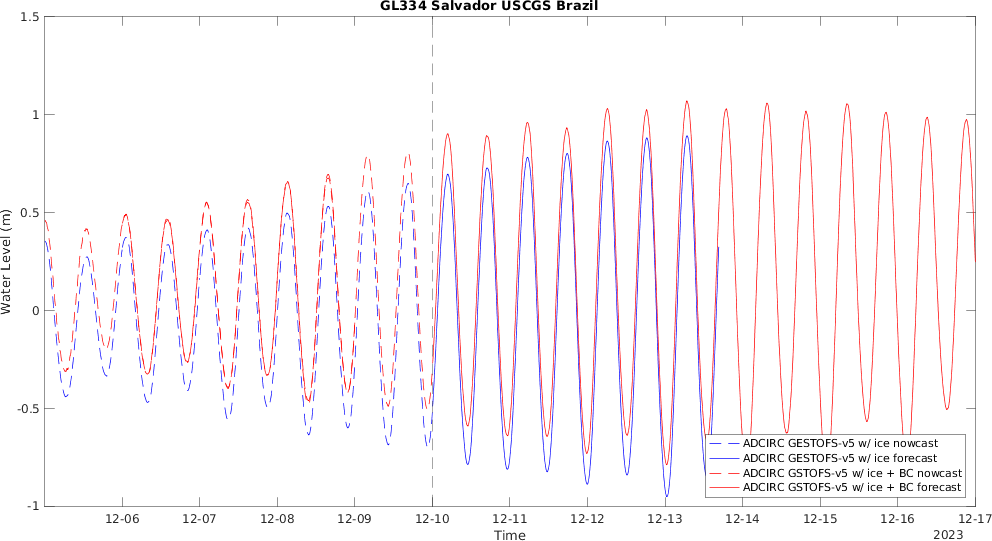 GL334 Salvador USCGS Brazil
1.5
1
0.5
0
-0.5
-1
Water Level (m)
12-06
12-07
12-08
12-09
12-10
12-11
12-12
12-13
12-14
12-15
12-16
12-17
Time
2023
ADCIRC GESTOFS-v5 w/ ice nowcast
ADCIRC GESTOFS-v5 w/ ice forecast
ADCIRC GSTOFS-v5 w/ ice + BC nowcast
ADCIRC GSTOFS-v5 w/ ice + BC forecast